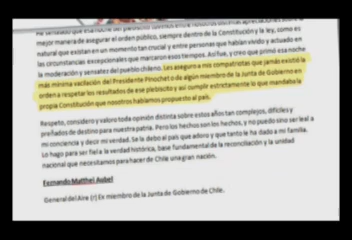 mejor manera de asegurar el orden público, siempre dentro de la Constitución y la ley, como es
natural que existan en un momento tan crucial y entre personas que habían vivido y actuado en
las circunstancias excepcionales que marcaron esos tiempos. Así fue, y creo que primó esa noche
la moderación y sensatez del pueblo chileno. Les aseguro a mis compatriotas que jamás existió la
más mínima vacilación del Presidente Pinochet o de algún miembro de la Junta de Gobierno en
orden a respetar los resultados de ese plebiscito y así cumplir estrictamente lo que mandaba la
propia Constitución que nosotros habíamos propuesto al país.
Respeto, considero y valoro toda opinión distinta sobre estos años tan complejos, difíciles y
preñados de destino para nuestra patria. Pero los hechos son los hechos, y no puedo sino ser leal a
mi conciencia y decir mi verdad. Se la debo al país que adoro y que tanto le ha dado a mi familia.
Lo hago para ser fiel a la verdad histórica, base fundamental de la reconciliación y la unidad
nacional que necesitamos para hacer de Chile una gran nación.
Fernando Matthei Aubel
General del Aire (r) Ex miembro de la Junta de Gobierno de Chile.